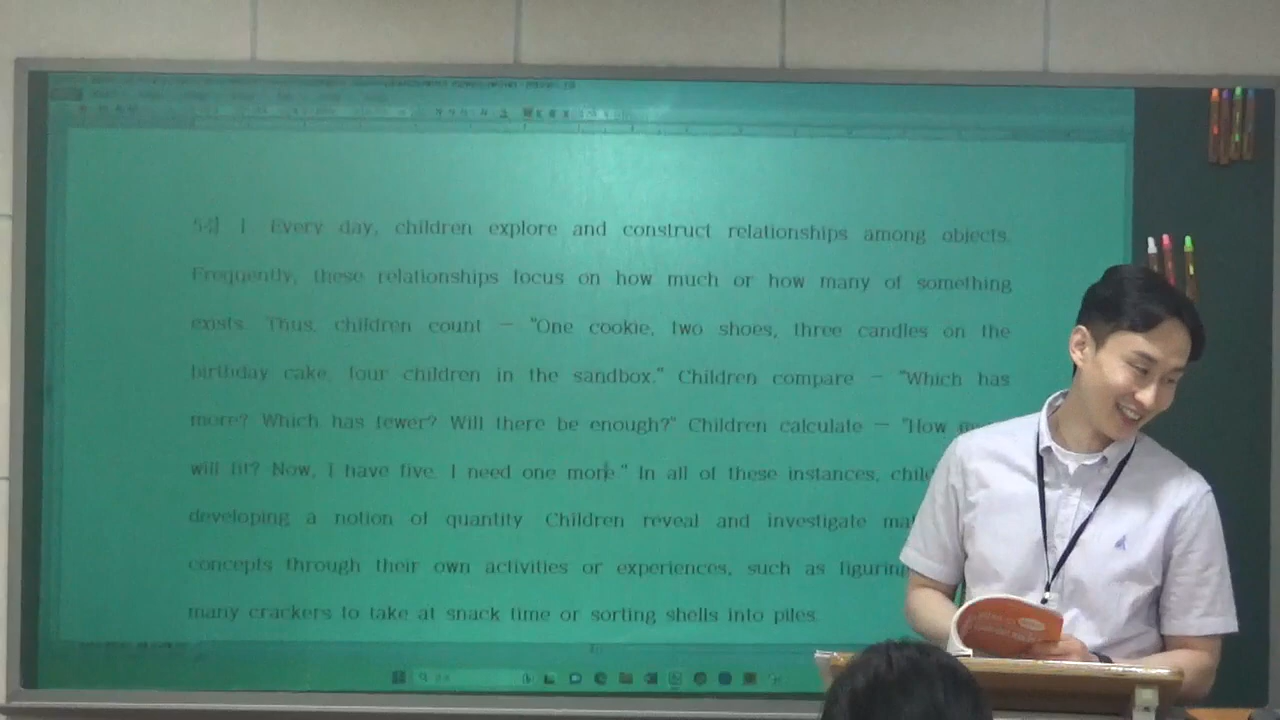 Every day, children explore and construct relationships among objects.
Frequently, these relationships focus on how much or how many of something
exists. Thus, children count - "One cookie, two shoes, three candles on the
birthday cake, four children in the sandbox." Children compare - "Which has
more? Which has fewer? Will there be enough?" Children calculate - "How
will fit? Now, I have five. I need one more." In all of these instances,
developing a notion of quantity. Children reveal and investigate
concepts through their own activities or experiences, such as
many crackers to take at snack time or sorting shells into piles.